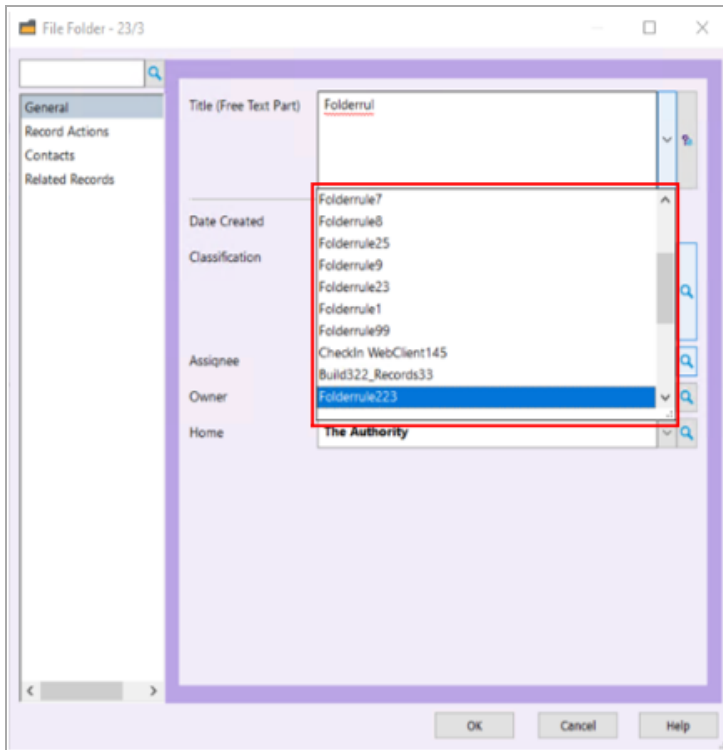 File Folder - 23/3
General
Record Actions
Contacts
Related Records
Title (Free Text Part)
Folderrul
Folderrule7
Folderrule8
Folderrule25
Folderrule9
Folderrule23
Folderrule1
Folderrule99
CheckIn WebClient145
Build322_Records33
Folderrule223
Date Created
Classification
Assignee
Owner
Home
The Authority
OK
Cancel
Help